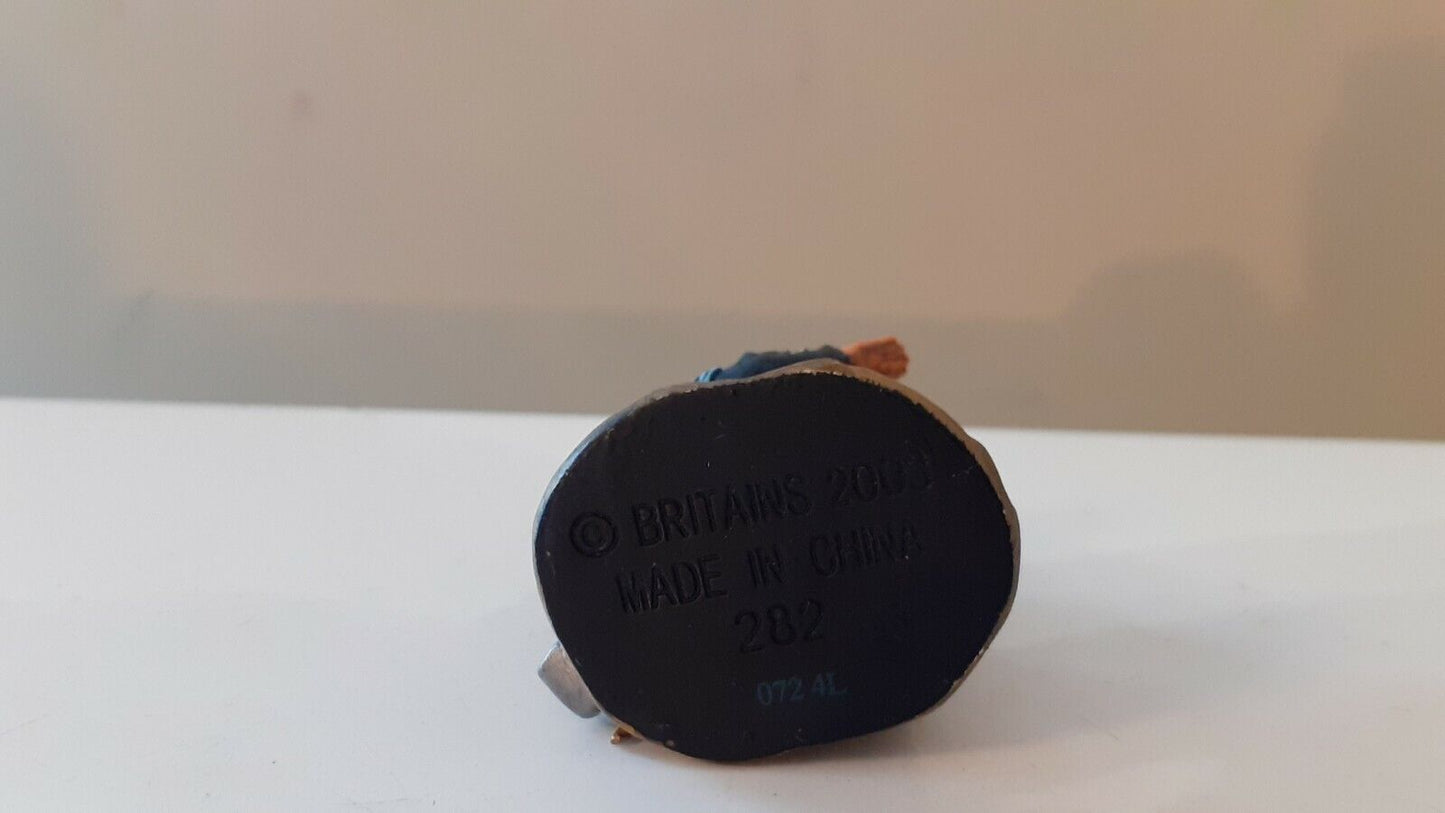 © BRITAINS 2003
MADE IN CHINA
282
072 4L